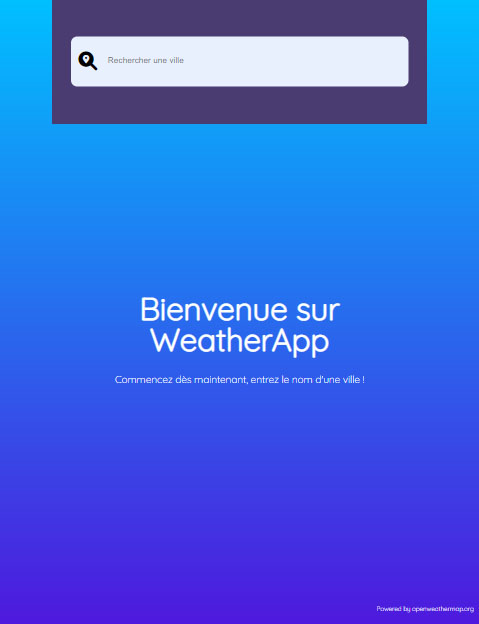 Rechercher une ville
Bienvenue sur
WeatherApp
Commencez dès maintenant, entrez le nom d'une ville !
Powered by openweathermap.org